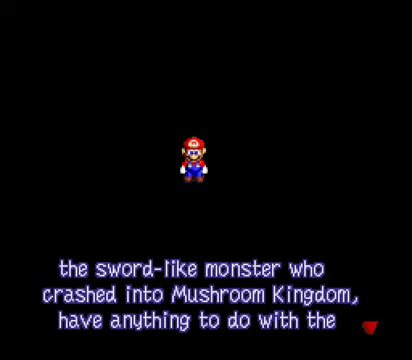 the sword-like monster who
crashed into Mushroom Kingdom,
have anything to do with the